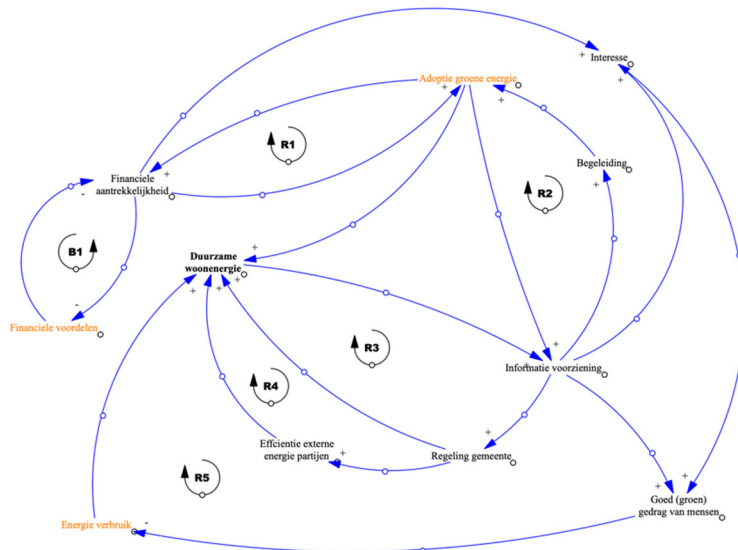 Interesse
+
+
Adoptie groene energie
+
+
R1
Begeleiding
+
Financiele
aantrekkelijkheid
+
-
R2
B1
Duurzame
woonenergie
+
+
+
+
Financiele voordelen
-
R3
+
+
Informatie voorziening
R4
Effcientie externe
energie partijen
+
Regeling gemeente
+
R5
+
+
Goed (groen)
gedrag van mensen
Energie verbruik
-